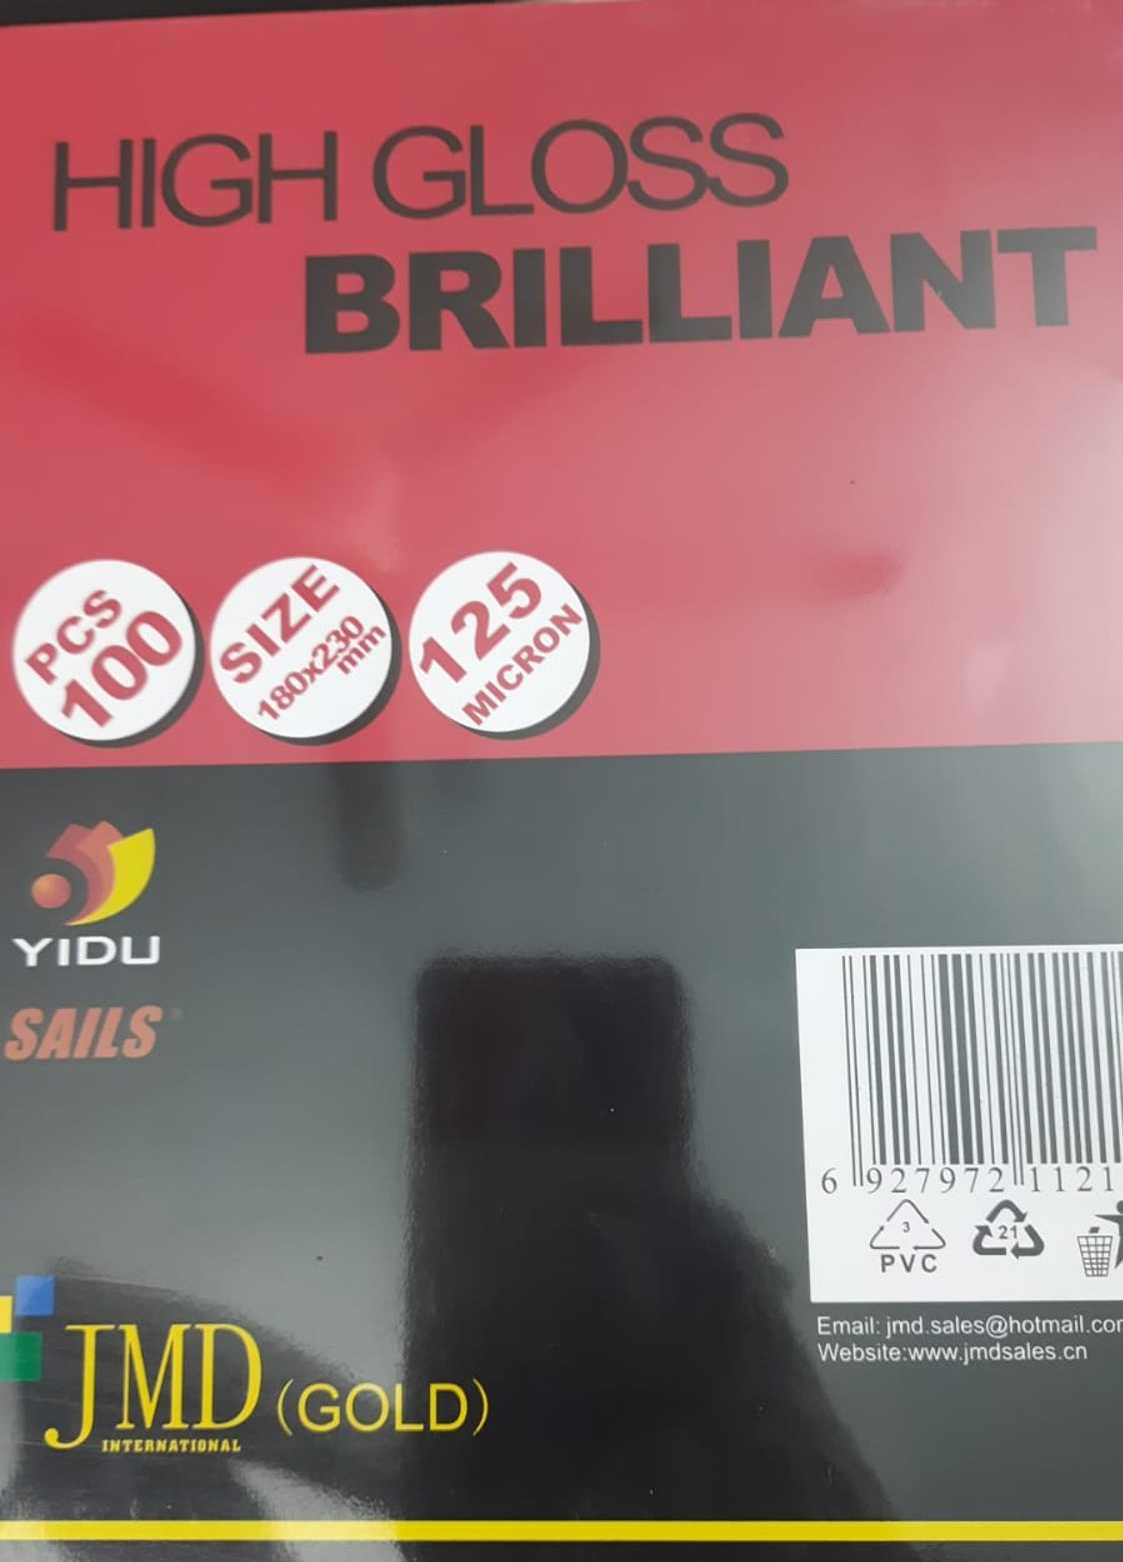 HIGH GLOSS
BRILLIANT
PCS
100
SIZE
180x230
mm
125
MICRON
YIDU
SAILS
6 927972 1121
3
PVC
21
Email: jmd.sales@hotmail.com
Website:www.jmdsales.cn
JMD (GOLD)
INTERNATIONAL